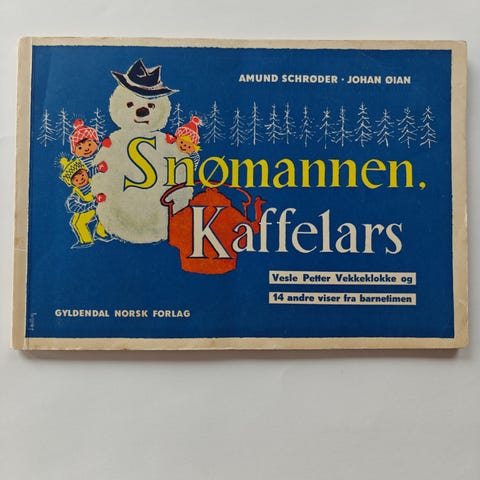 AMUND SCHRØDER · JOHAN ØIAN
Snømannen,
Kaffelars
Vesle Petter Vekkeklokke og
14 andre viser fra barnetimen
GYLDENDAL NORSK FORLAG